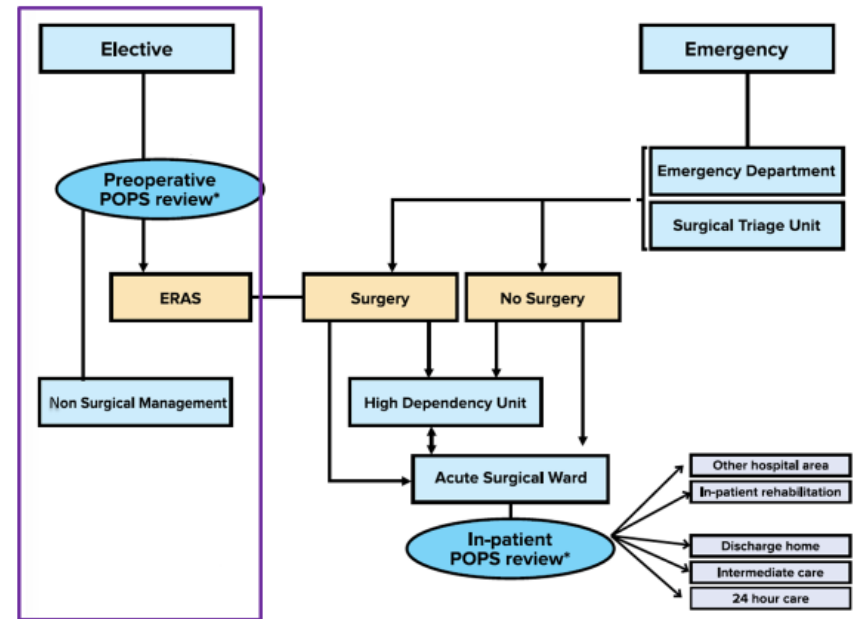 Elective
Emergency
Preoperative
POPS review*
Emergency Department
Surgical Triage Unit
ERAS
Surgery
No Surgery
Non Surgical Management
High Dependency Unit
Acute Surgical Ward
In-patient
POPS review*
Other hospital area
In-patient rehabilitation
Discharge home
Intermediate care
24 hour care